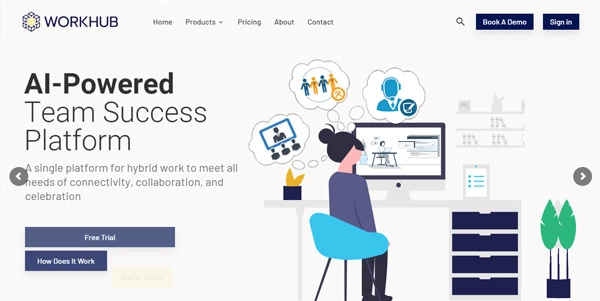 WORKHUB
Home Products Pricing About Contact
Book A Demo Sign in
AI-Powered
Team Success
Platform
A single platform for hybrid work to meet all
needs of connectivity, collaboration, and
celebration
Free Trial
How Does It Work
Get In Touch